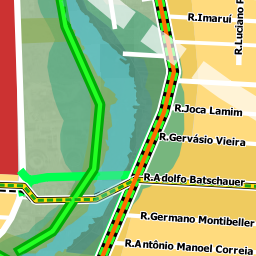 R.Imaruí
R.Luciano
R.Joca Lamim
R.Gervásio Vieira
R.Adolfo Batschauer
R.Germano Montibeller
R.Antônio Manoel Correia